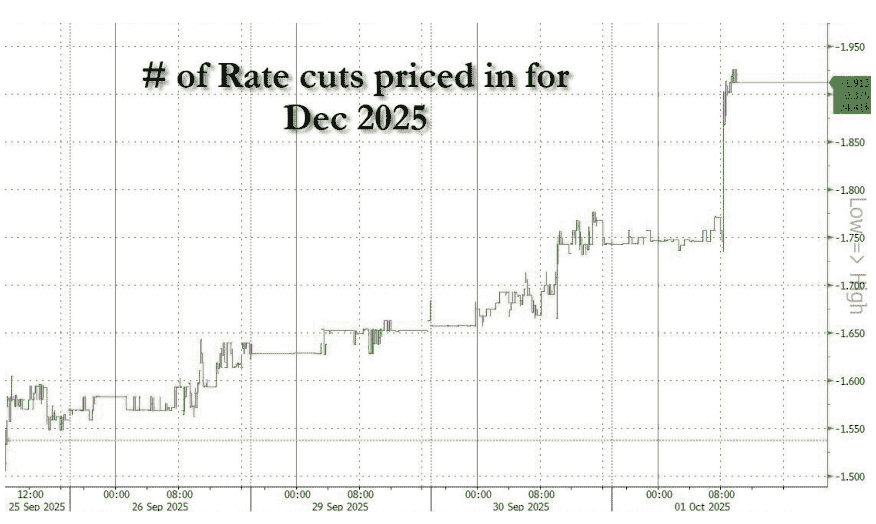 # of Rate cuts priced in for
Dec 2025
-1.950
-1.850
-1.800
-1.750
-1.700
-1.650
-1.600
-1.550
-1.500
Low => High
12:00 00:00 08:00 00:00 08:00 00:00 08:00 00:00 08:00
25 Sep 2025 26 Sep 2025 29 Sep 2025 30 Sep 2025 01 Oct 2025